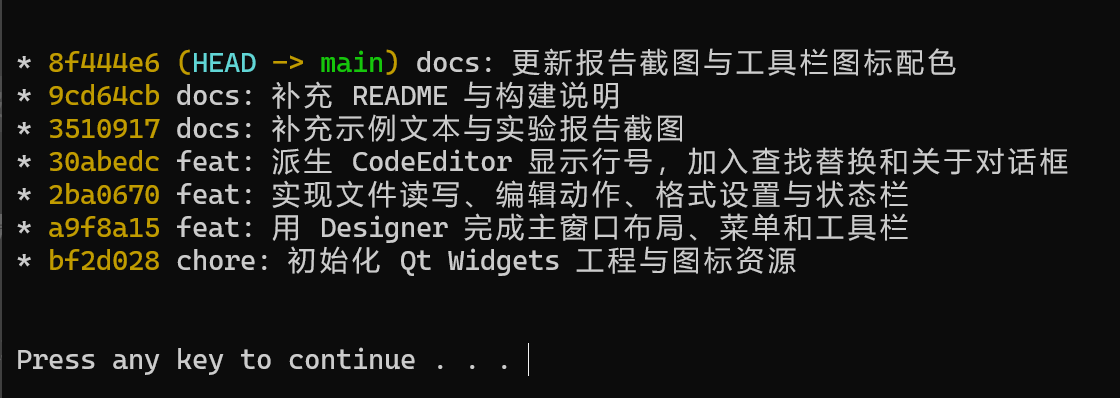 * 8f444e6 (HEAD -> main) docs: 更新报告截图与工具栏图标配色
* 9cd64cb docs: 补充 README 与构建说明
* 3510917 docs: 补充示例文本与实验报告截图
* 30abedc feat: 派生 CodeEditor 显示行号，加入查找替换和关于对话框
* 2ba0670 feat: 实现文件读写、编辑动作、格式设置与状态栏
* a9f8a15 feat: 用 Designer 完成主窗口布局、菜单和工具栏
* bf2d028 chore: 初始化 Qt Widgets 工程与图标资源
Press any key to continue . . .